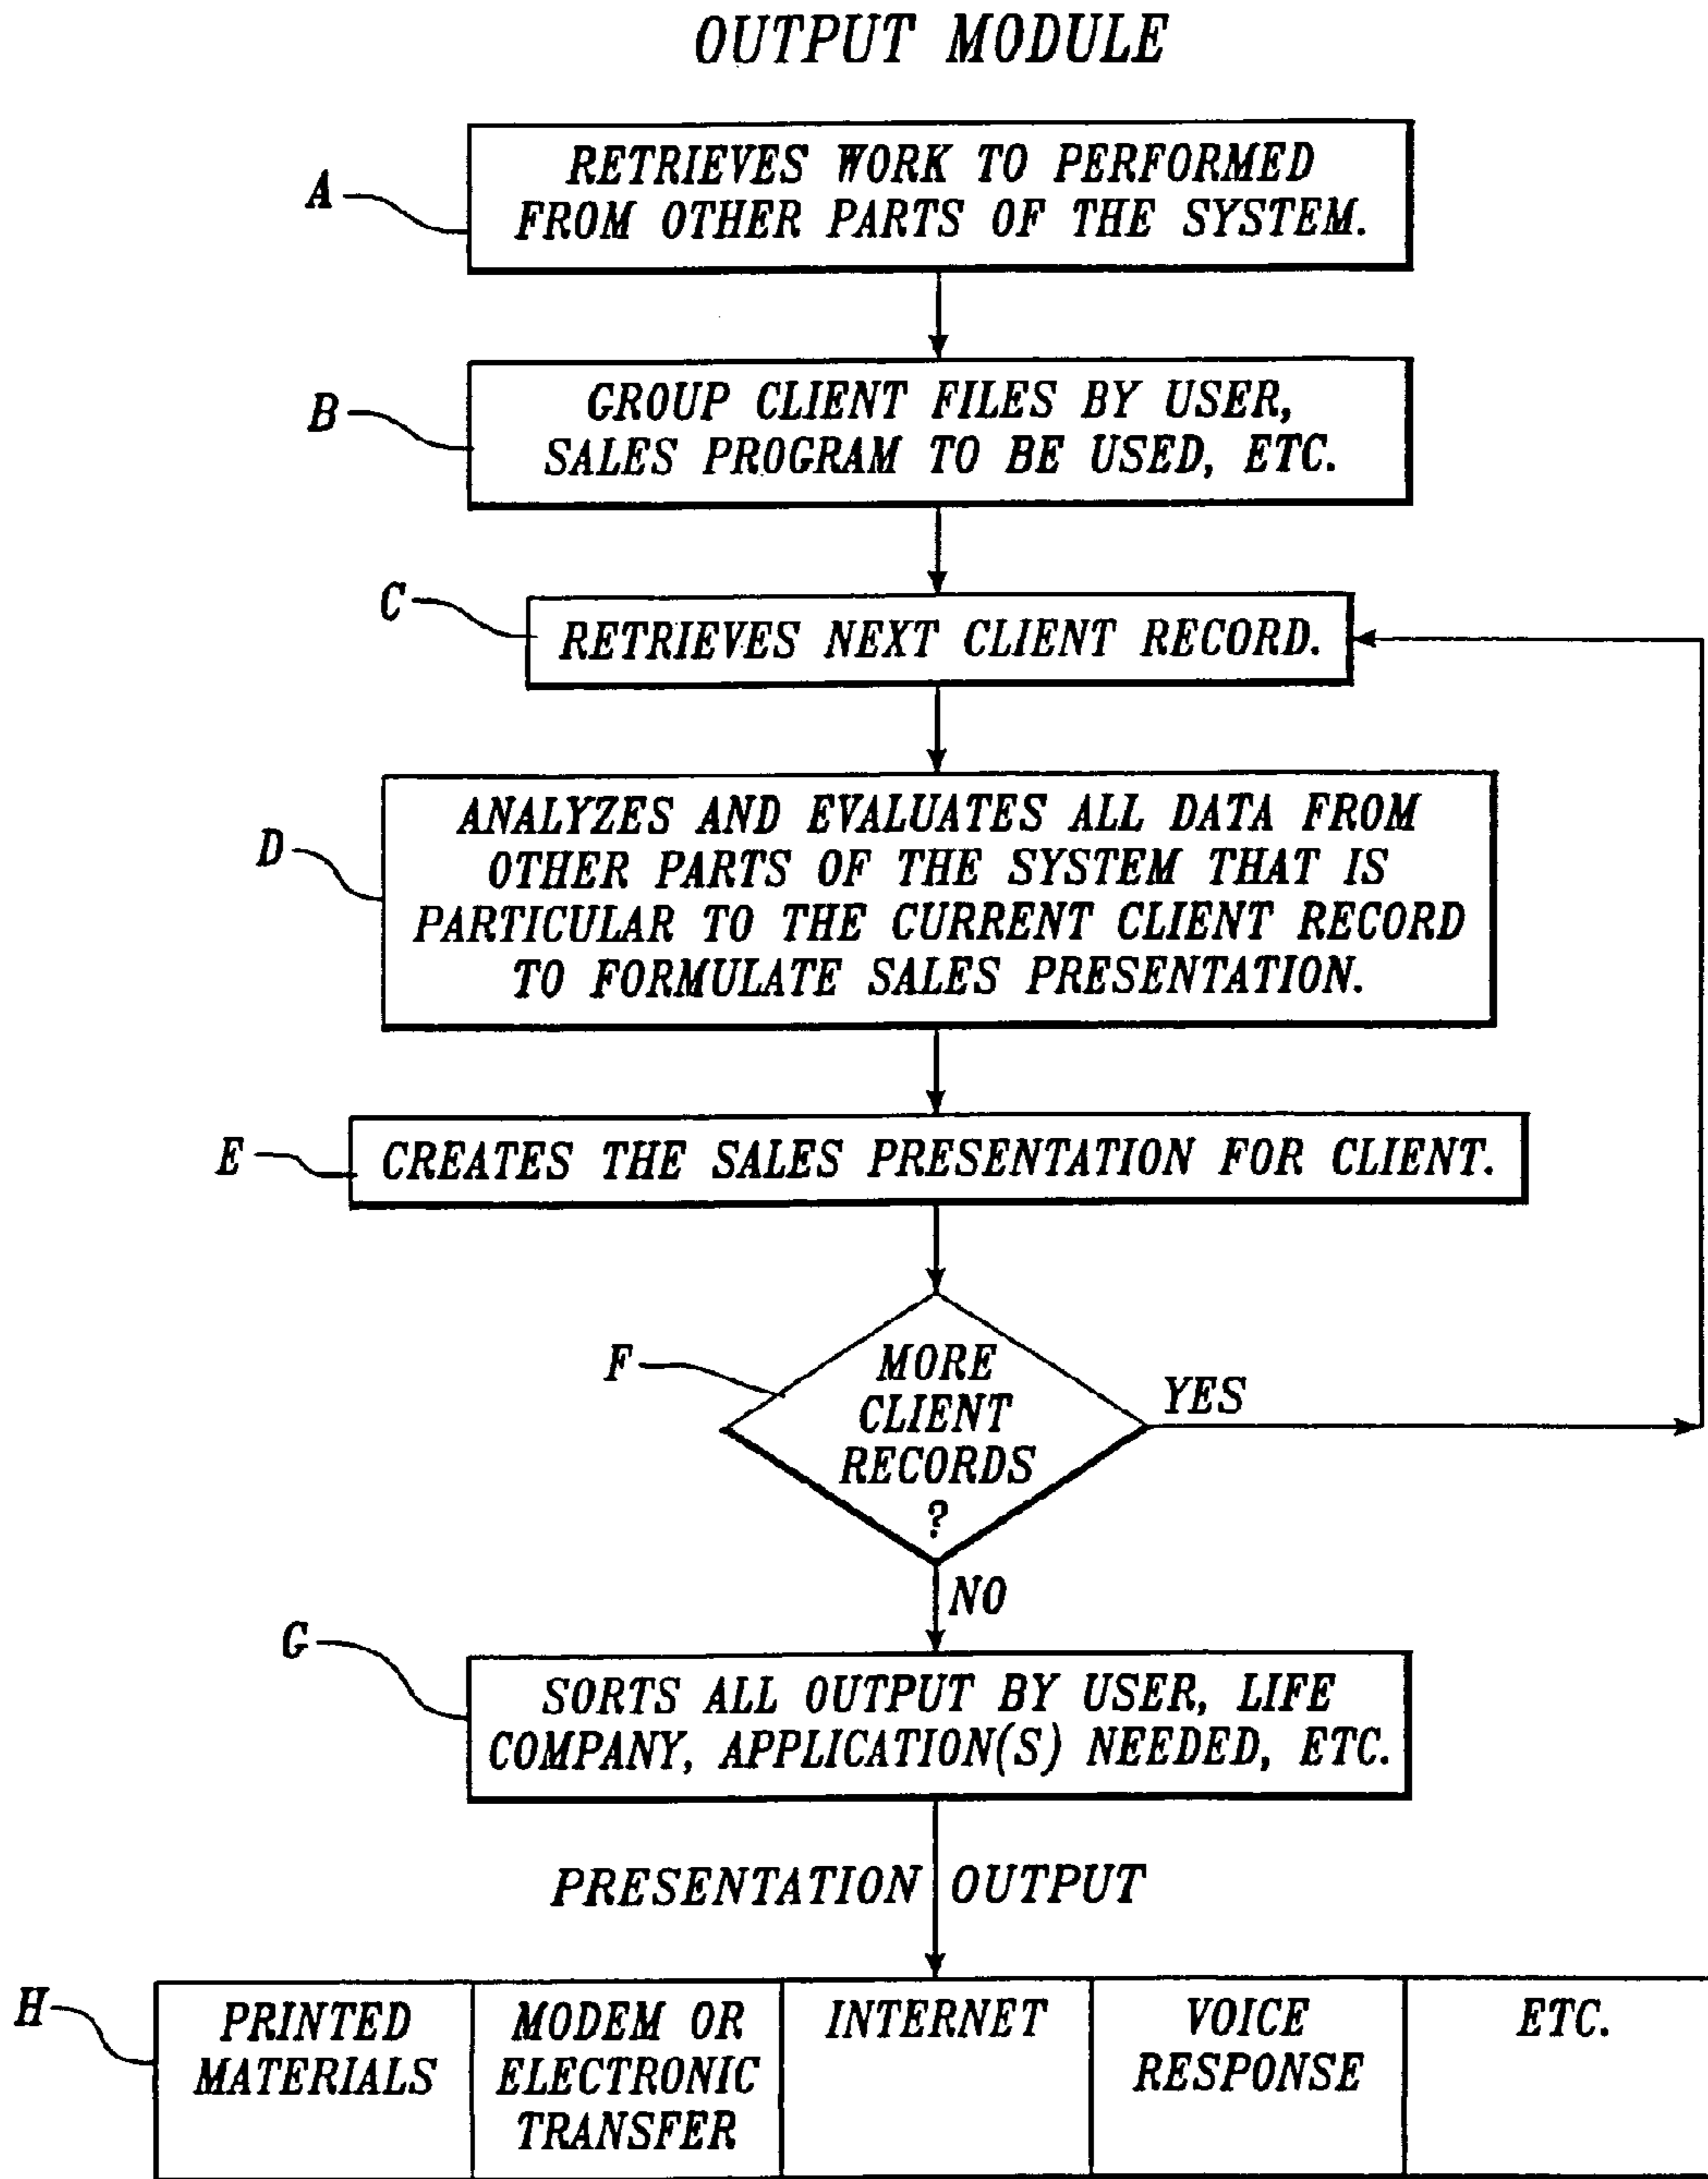 OUTPUT MODULE
A
RETRIEVES WORK TO PERFORMED
FROM OTHER PARTS OF THE SYSTEM.
B
GROUP CLIENT FILES BY USER,
SALES PROGRAM TO BE USED, ETC.
C
RETRIEVES NEXT CLIENT RECORD.
D
ANALYZES AND EVALUATES ALL DATA FROM
OTHER PARTS OF THE SYSTEM THAT IS
PARTICULAR TO THE CURRENT CLIENT RECORD
TO FORMULATE SALES PRESENTATION.
E
CREATES THE SALES PRESENTATION FOR CLIENT.
F
MORE
CLIENT
RECORDS
?
YES
NO
G
SORTS ALL OUTPUT BY USER, LIFE
COMPANY, APPLICATION(S) NEEDED, ETC.
PRESENTATION OUTPUT
H
PRINTED
MATERIALS
MODEM OR
ELECTRONIC
TRANSFER
INTERNET
VOICE
RESPONSE
ETC.